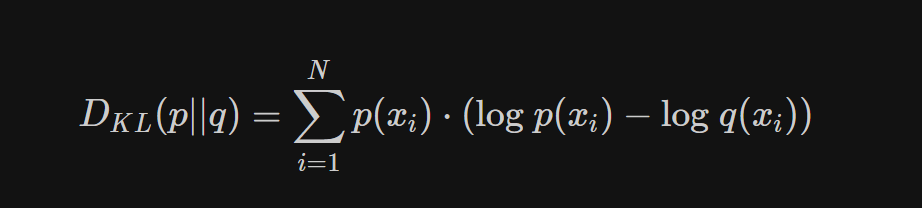 D_{KL}(p||q) = \sum_{i=1}^{N} p(x_i) \cdot (\log p(x_i) - \log q(x_i))